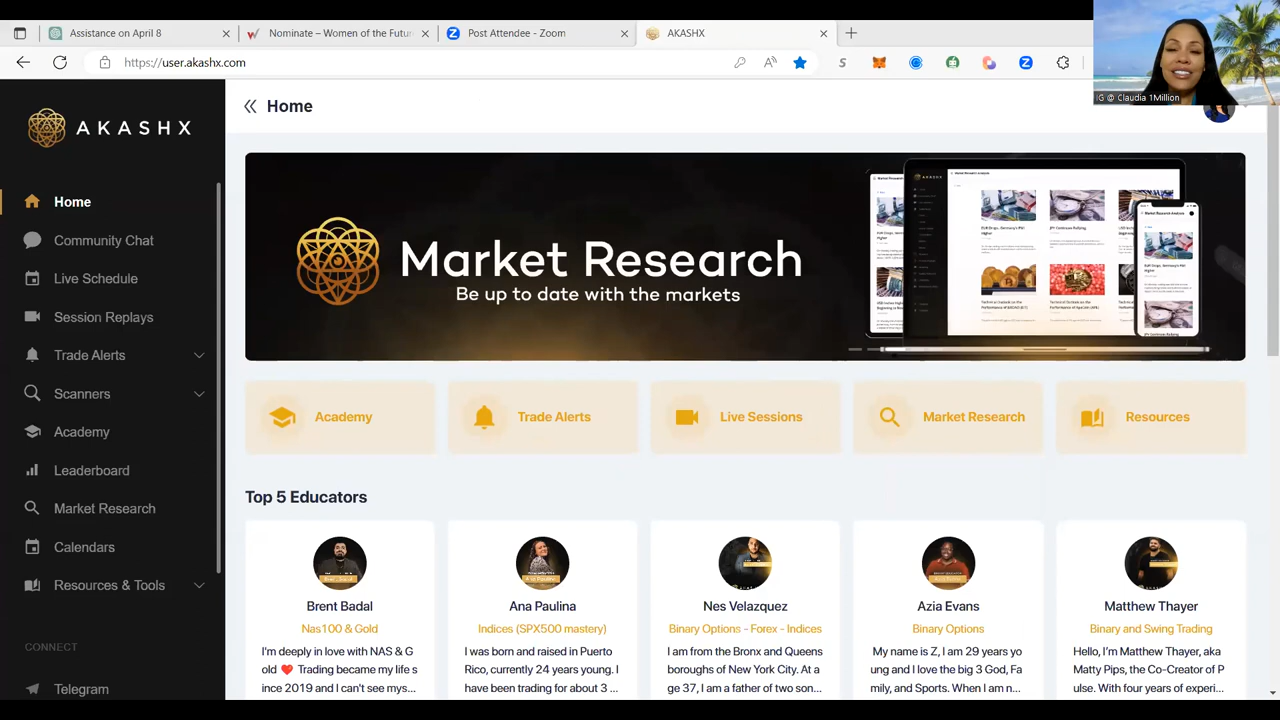 Assistance on April 8
Nominate – Women of the Futur
Post Attendee - Zoom
AKASHX
https://user.akashx.com
IG @ Claudia 1Million
AKASHX
Home
Community Chat
Live Schedule
Session Replays
Trade Alerts
Scanners
Academy
Leaderboard
Market Research
Calendars
Resources & Tools
CONNECT
Telegram
Home
Market Research
Be up to date with the markets
Academy
Trade Alerts
Live Sessions
Market Research
Resources
Top 5 Educators
Brent Badal
Nas100 & Gold
I'm deeply in love with NAS & G
old ❤️ Trading became my life s
ince 2019 and I can't see mys...
Ana Paulina
Indices (SPX500 mastery)
I was born and raised in Puerto
Rico, currently 24 years young. I
have been trading for about 3 ...
Nes Velazquez
Binary Options - Forex - Indices
I am from the Bronx and Queens
boroughs of New York City. At a
ge 37, I am a father of two son...
Azia Evans
Binary Options
My name is Z, I am 29 years yo
ung and I love the big 3 God, Fa
mily, and Sports. When I am n...
Matthew Thayer
Binary and Swing Trading
Hello, I'm Matthew Thayer, aka
Matty Pips, the Co-Creator of P
ulse. With four years of experi...